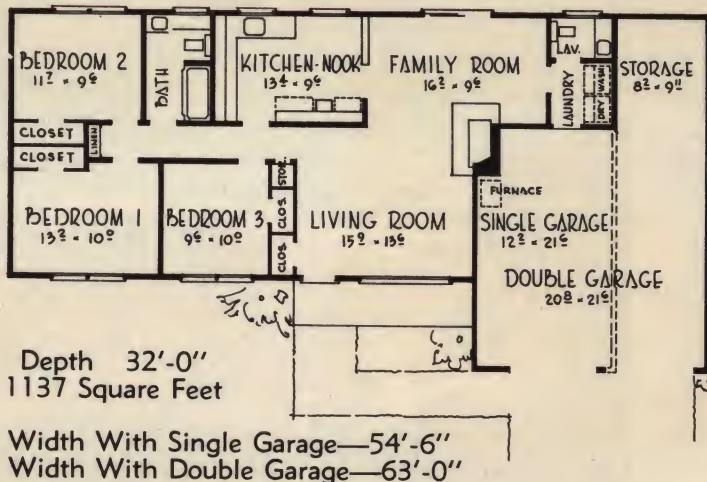 BEDROOM 2
11⁷ × 9⁶
BATH
KITCHEN-NOOK
13⁴ × 9⁶
FAMILY ROOM
16² × 9⁶
LAV.
LAUNDRY
WASH
DRY
STORAGE
8² × 9¹¹
CLOSET
CLOSET
LINEN
BEDROOM 1
13² × 10⁰
BEDROOM 3
9⁶ × 10⁰
STOR.
CLOS.
CLOS.
LIVING ROOM
15⁹ × 13⁶
FURNACE
SINGLE GARAGE
12² × 21⁶
DOUBLE GARAGE
20⁸ × 21⁶
Depth 32'-0"
1137 Square Feet
Width With Single Garage—54'-6"
Width With Double Garage—63'-0"